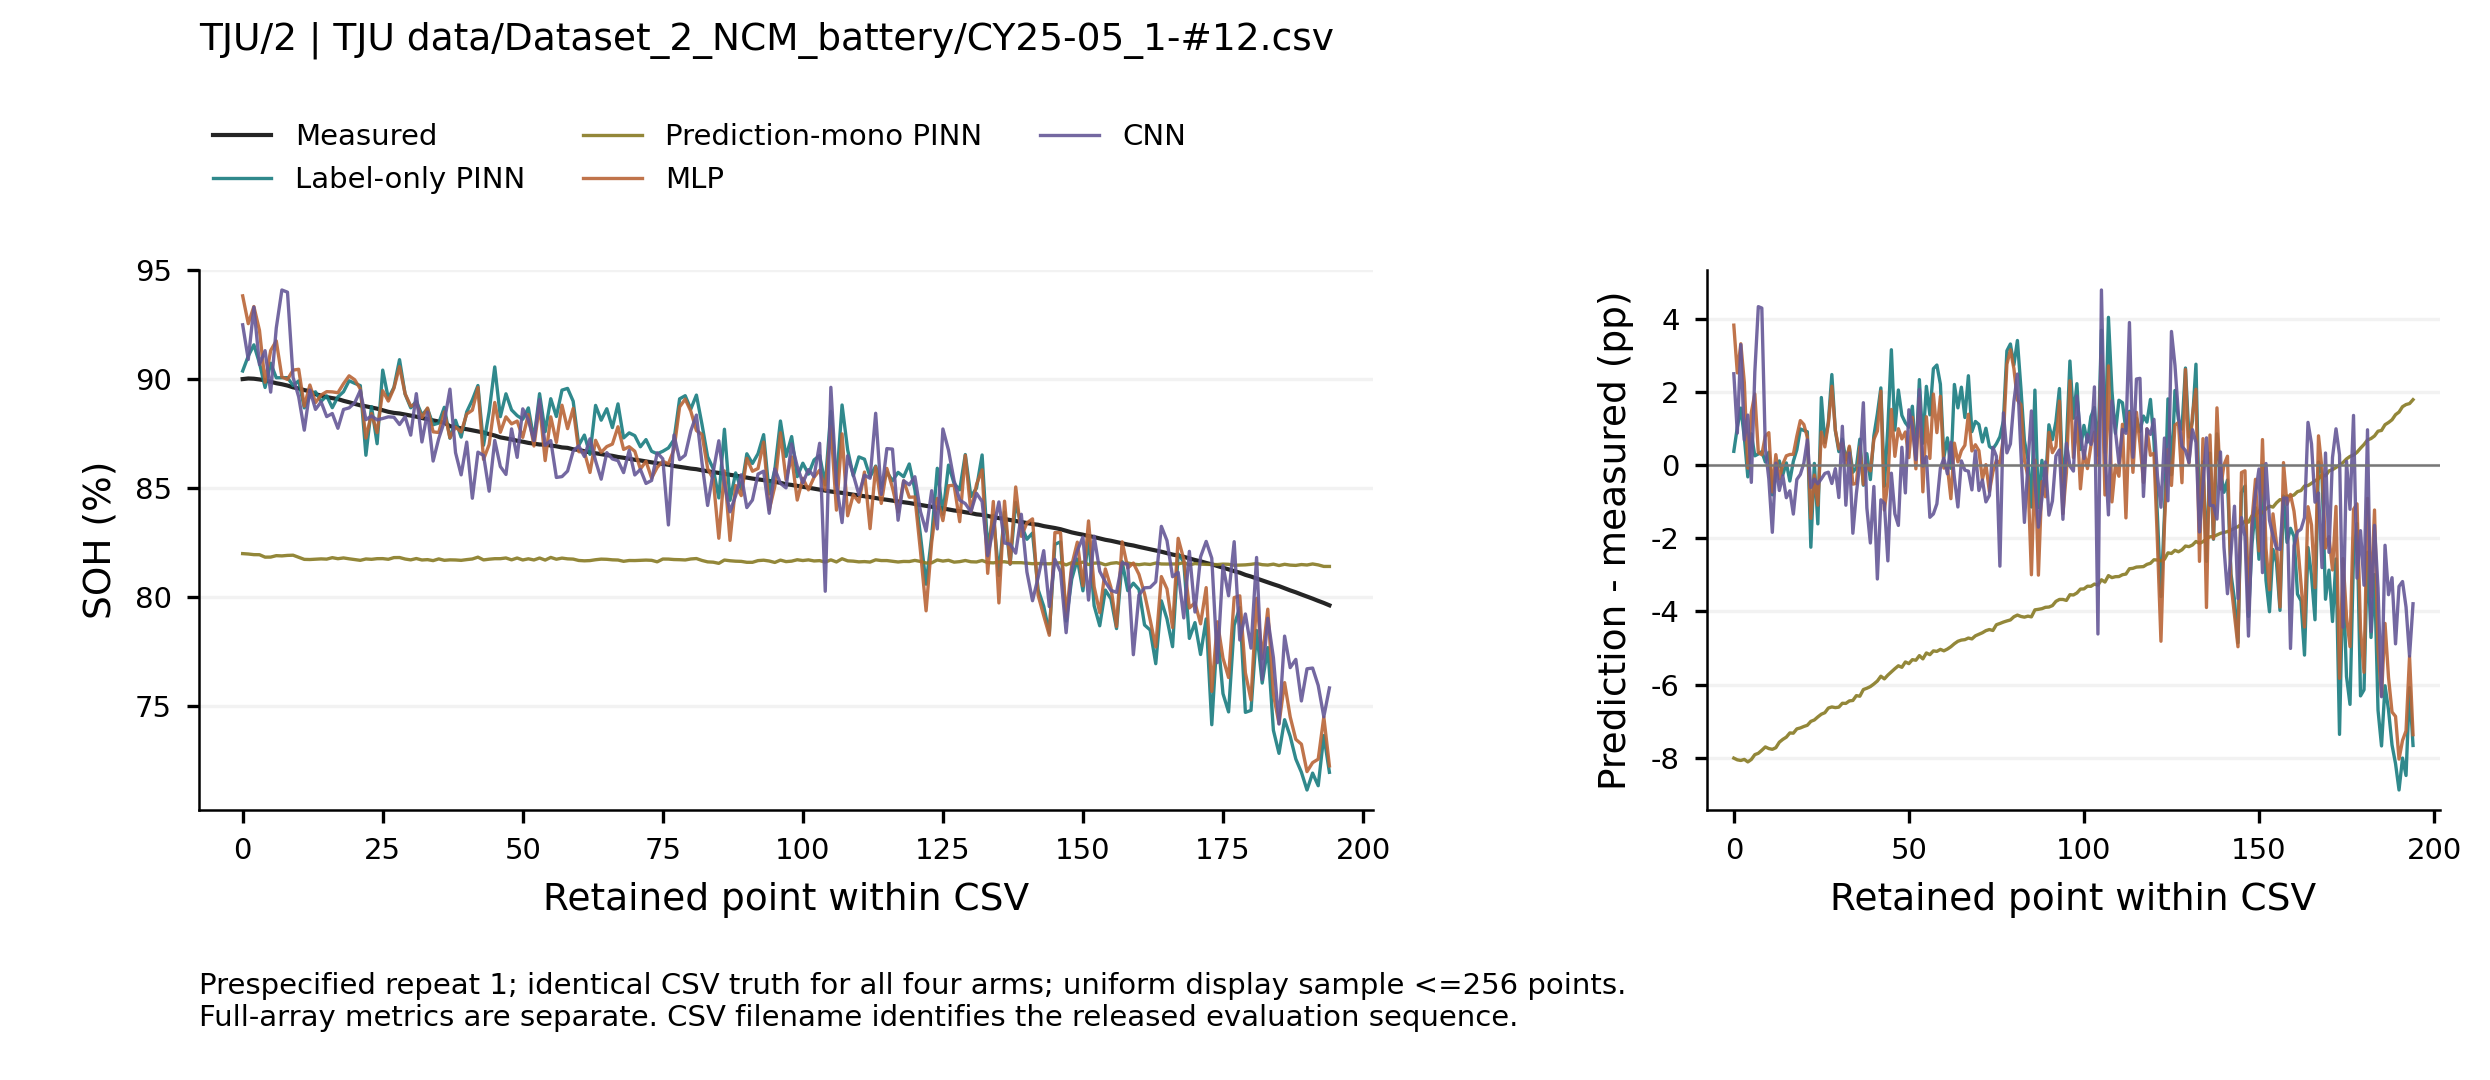 TJU/2 | TJU data/Dataset_2_NCM_battery/CY25-05_1-#12.csv
Measured
Prediction-mono PINN
CNN
Label-only PINN
MLP
SOH (%)
95
90
85
80
75
0 25 50 75 100 125 150 175 200
Retained point within CSV
Prediction - measured (pp)
4
2
0
-2
-4
-6
-8
0 50 100 150 200
Retained point within CSV
Prespecified repeat 1; identical CSV truth for all four arms; uniform display sample <=256 points.
Full-array metrics are separate. CSV filename identifies the released evaluation sequence.